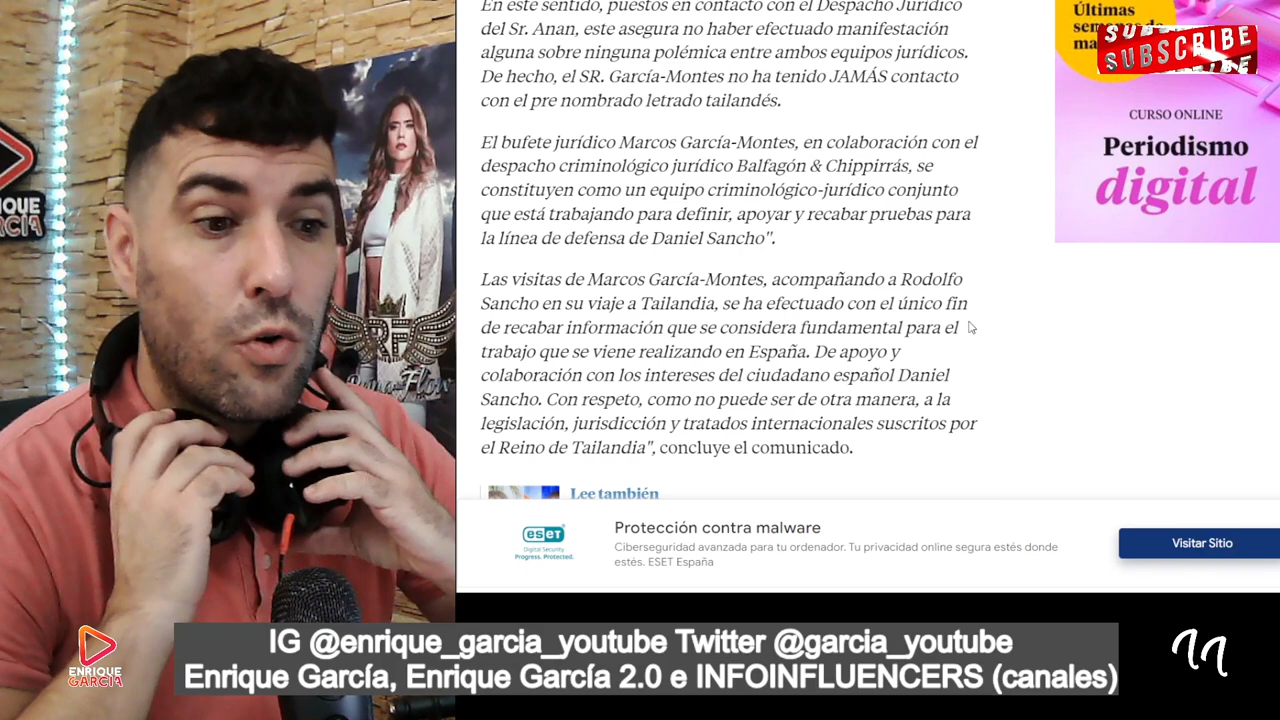 En este sentido, puestos en contacto con el Despacho Jurídico
del Sr. Anan, este asegura no haber efectuado manifestación
alguna sobre ninguna polémica entre ambos equipos jurídicos.
De hecho, el SR. García-Montes no ha tenido JAMÁS contacto
con el pre nombrado letrado tailandés.
El bufete jurídico Marcos García-Montes, en colaboración con el
despacho criminológico jurídico Balfagón & Chippirrás, se
constituyen como un equipo criminológico-jurídico conjunto
que está trabajando para definir, apoyar y recabar pruebas para
la línea de defensa de Daniel Sancho".
Las visitas de Marcos García-Montes, acompañando a Rodolfo
Sancho en su viaje a Tailandia, se ha efectuado con el único fin
de recabar información que se considera fundamental para el
trabajo que se viene realizando en España. De apoyo y
colaboración con los intereses del ciudadano español Daniel
Sancho. Con respeto, como no puede ser de otra manera, a la
legislación, jurisdicción y tratados internacionales suscritos por
el Reino de Tailandia", concluye el comunicado.
Lee también
Últimas
SUBSCRIBE
CURSO ONLINE
Periodismo
digital
eset
Digital Security
Progress. Protected.
Protección contra malware
Ciberseguridad avanzada para tu ordenador. Tu privacidad online segura estés donde
estés. ESET España
Visitar Sitio
RF
IG @enrique_garcia_youtube Twitter @garcia_youtube
Enrique García, Enrique García 2.0 e INFOINFLUENCERS (canales)
ENRIQUE
GARCIA